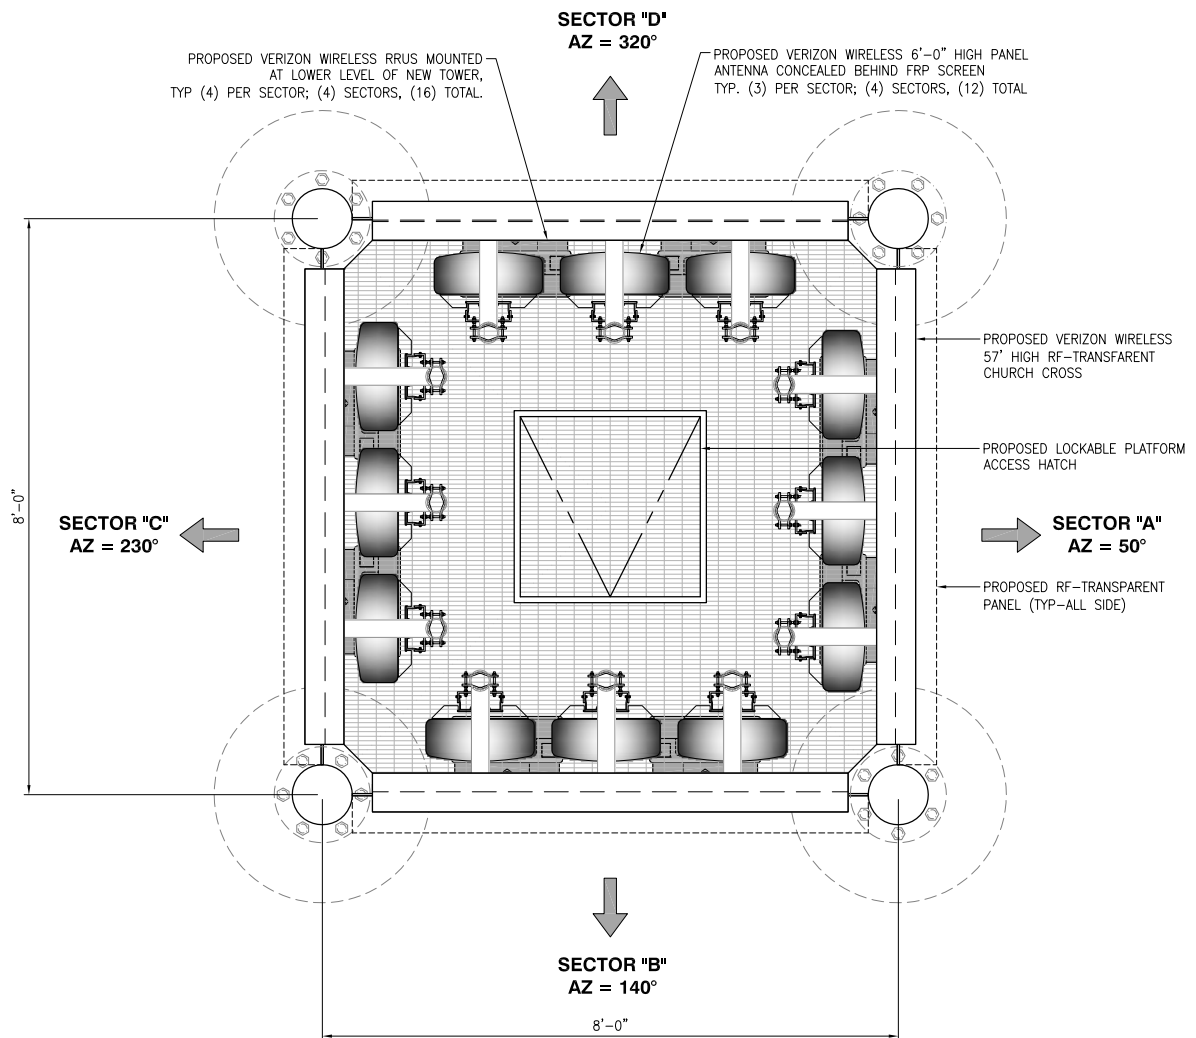 SECTOR "D"
AZ = 320°
PROPOSED VERIZON WIRELESS RRUS MOUNTED
AT LOWER LEVEL OF NEW TOWER,
TYP (4) PER SECTOR; (4) SECTORS, (16) TOTAL.
PROPOSED VERIZON WIRELESS 6'-0" HIGH PANEL
ANTENNA CONCEALED BEHIND FRP SCREEN
TYP. (3) PER SECTOR; (4) SECTORS, (12) TOTAL
PROPOSED VERIZON WIRELESS
57' HIGH RF-TRANSFARENT
CHURCH CROSS
PROPOSED LOCKABLE PLATFORM
ACCESS HATCH
8'-0"
SECTOR "C"
AZ = 230°
SECTOR "A"
AZ = 50°
PROPOSED RF-TRANSPARENT
PANEL (TYP-ALL SIDE)
SECTOR "B"
AZ = 140°
8'-0"